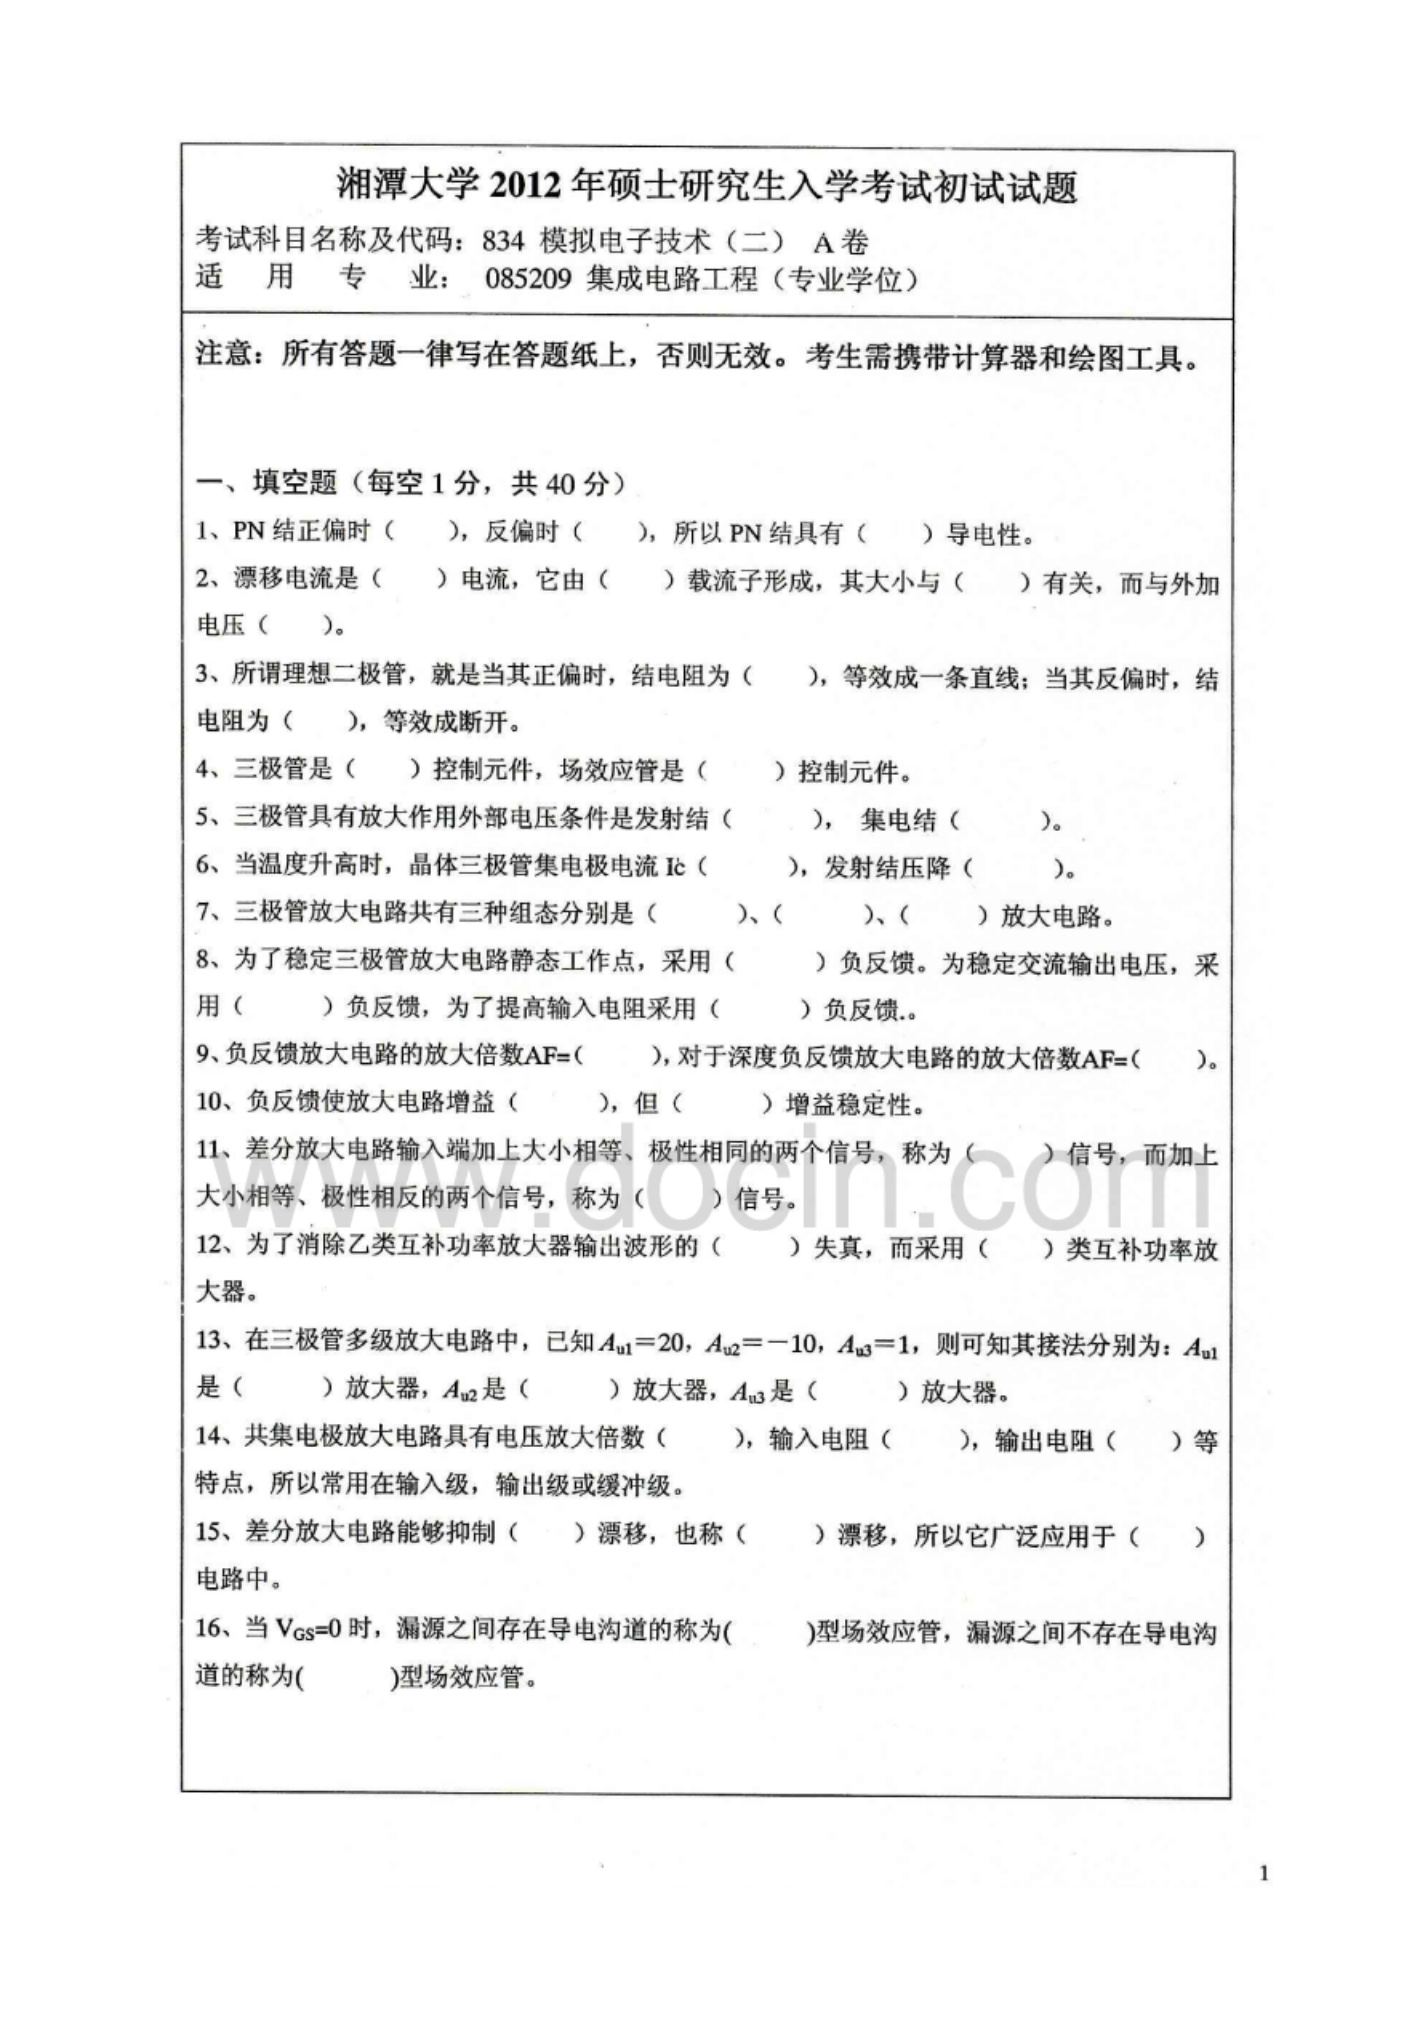 湘潭大学 2012 年硕士研究生入学考试初试试题
考试科目名称及代码：834 模拟电子技术（二） A 卷
适 用 专 业： 085209 集成电路工程（专业学位）
注意：所有答题一律写在答题纸上，否则无效。考生需携带计算器和绘图工具。
一、填空题（每空 1 分，共 40 分）
1、PN 结正偏时（ ），反偏时（ ），所以 PN 结具有（ ）导电性。
2、漂移电流是（ ）电流，它由（ ）载流子形成，其大小与（ ）有关，而与外加
电压（ ）。
3、所谓理想二极管，就是当其正偏时，结电阻为（ ），等效成一条直线；当其反偏时，结
电阻为（ ），等效成断开。
4、三极管是（ ）控制元件，场效应管是（ ）控制元件。
5、三极管具有放大作用外部电压条件是发射结（ ）， 集电结（ ）。
6、当温度升高时，晶体三极管集电极电流 Ic（ ），发射结压降（ ）。
7、三极管放大电路共有三种组态分别是（ ）、（ ）、（ ）放大电路。
8、为了稳定三极管放大电路静态工作点，采用（ ）负反馈。为稳定交流输出电压，采
用（ ）负反馈，为了提高输入电阻采用（ ）负反馈.。
9、负反馈放大电路的放大倍数AF=（ ），对于深度负反馈放大电路的放大倍数AF=（ ）。
10、负反馈使放大电路增益（ ），但（ ）增益稳定性。
11、差分放大电路输入端加上大小相等、极性相同的两个信号，称为（ ）信号，而加上
大小相等、极性相反的两个信号，称为（ ）信号。
www.docin.com
12、为了消除乙类互补功率放大器输出波形的（ ）失真，而采用（ ）类互补功率放
大器。
13、在三极管多级放大电路中，已知 Au1＝20，Au2＝－10，Au3＝1，则可知其接法分别为：Au1
是（ ）放大器，Au2 是（ ）放大器，Au3 是（ ）放大器。
14、共集电极放大电路具有电压放大倍数（ ），输入电阻（ ），输出电阻（ ）等
特点，所以常用在输入级，输出级或缓冲级。
15、差分放大电路能够抑制（ ）漂移，也称（ ）漂移，所以它广泛应用于（ ）
电路中。
16、当 VGS=0 时，漏源之间存在导电沟道的称为( )型场效应管，漏源之间不存在导电沟
道的称为( )型场效应管。
1